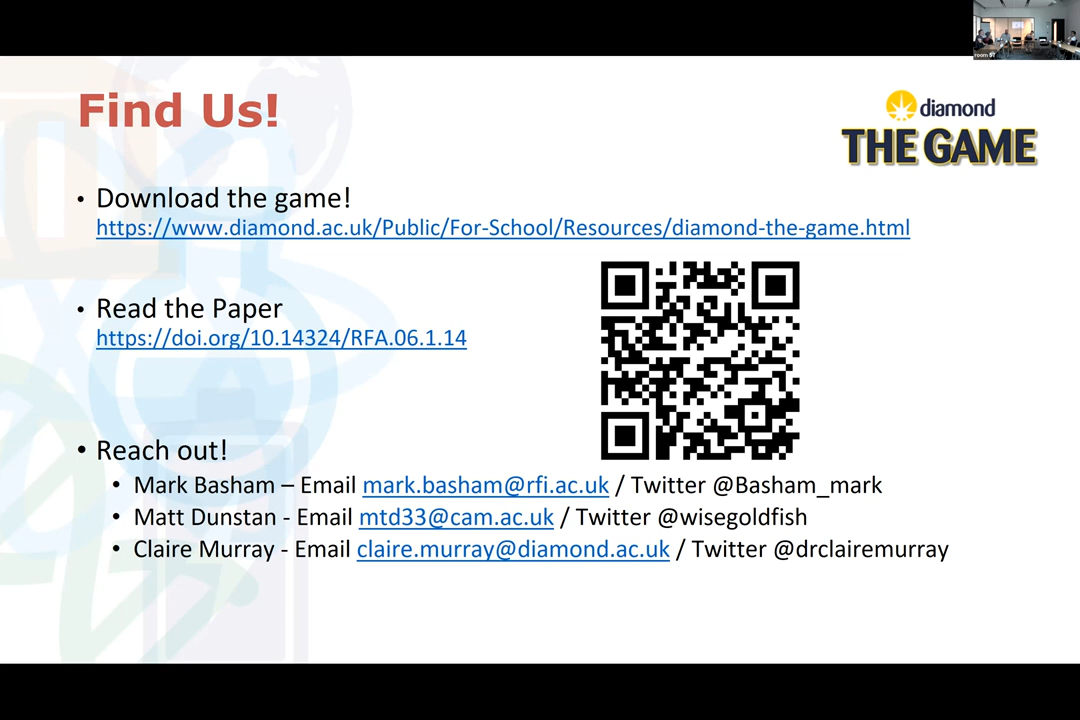 room 57
Find Us!
diamond
THE GAME
• Download the game!
https://www.diamond.ac.uk/Public/For-School/Resources/diamond-the-game.html
• Read the Paper
https://doi.org/10.14324/RFA.06.1.14
• Reach out!
• Mark Basham – Email mark.basham@rfi.ac.uk / Twitter @Basham_mark
• Matt Dunstan - Email mtd33@cam.ac.uk / Twitter @wisegoldfish
• Claire Murray - Email claire.murray@diamond.ac.uk / Twitter @drclairemurray